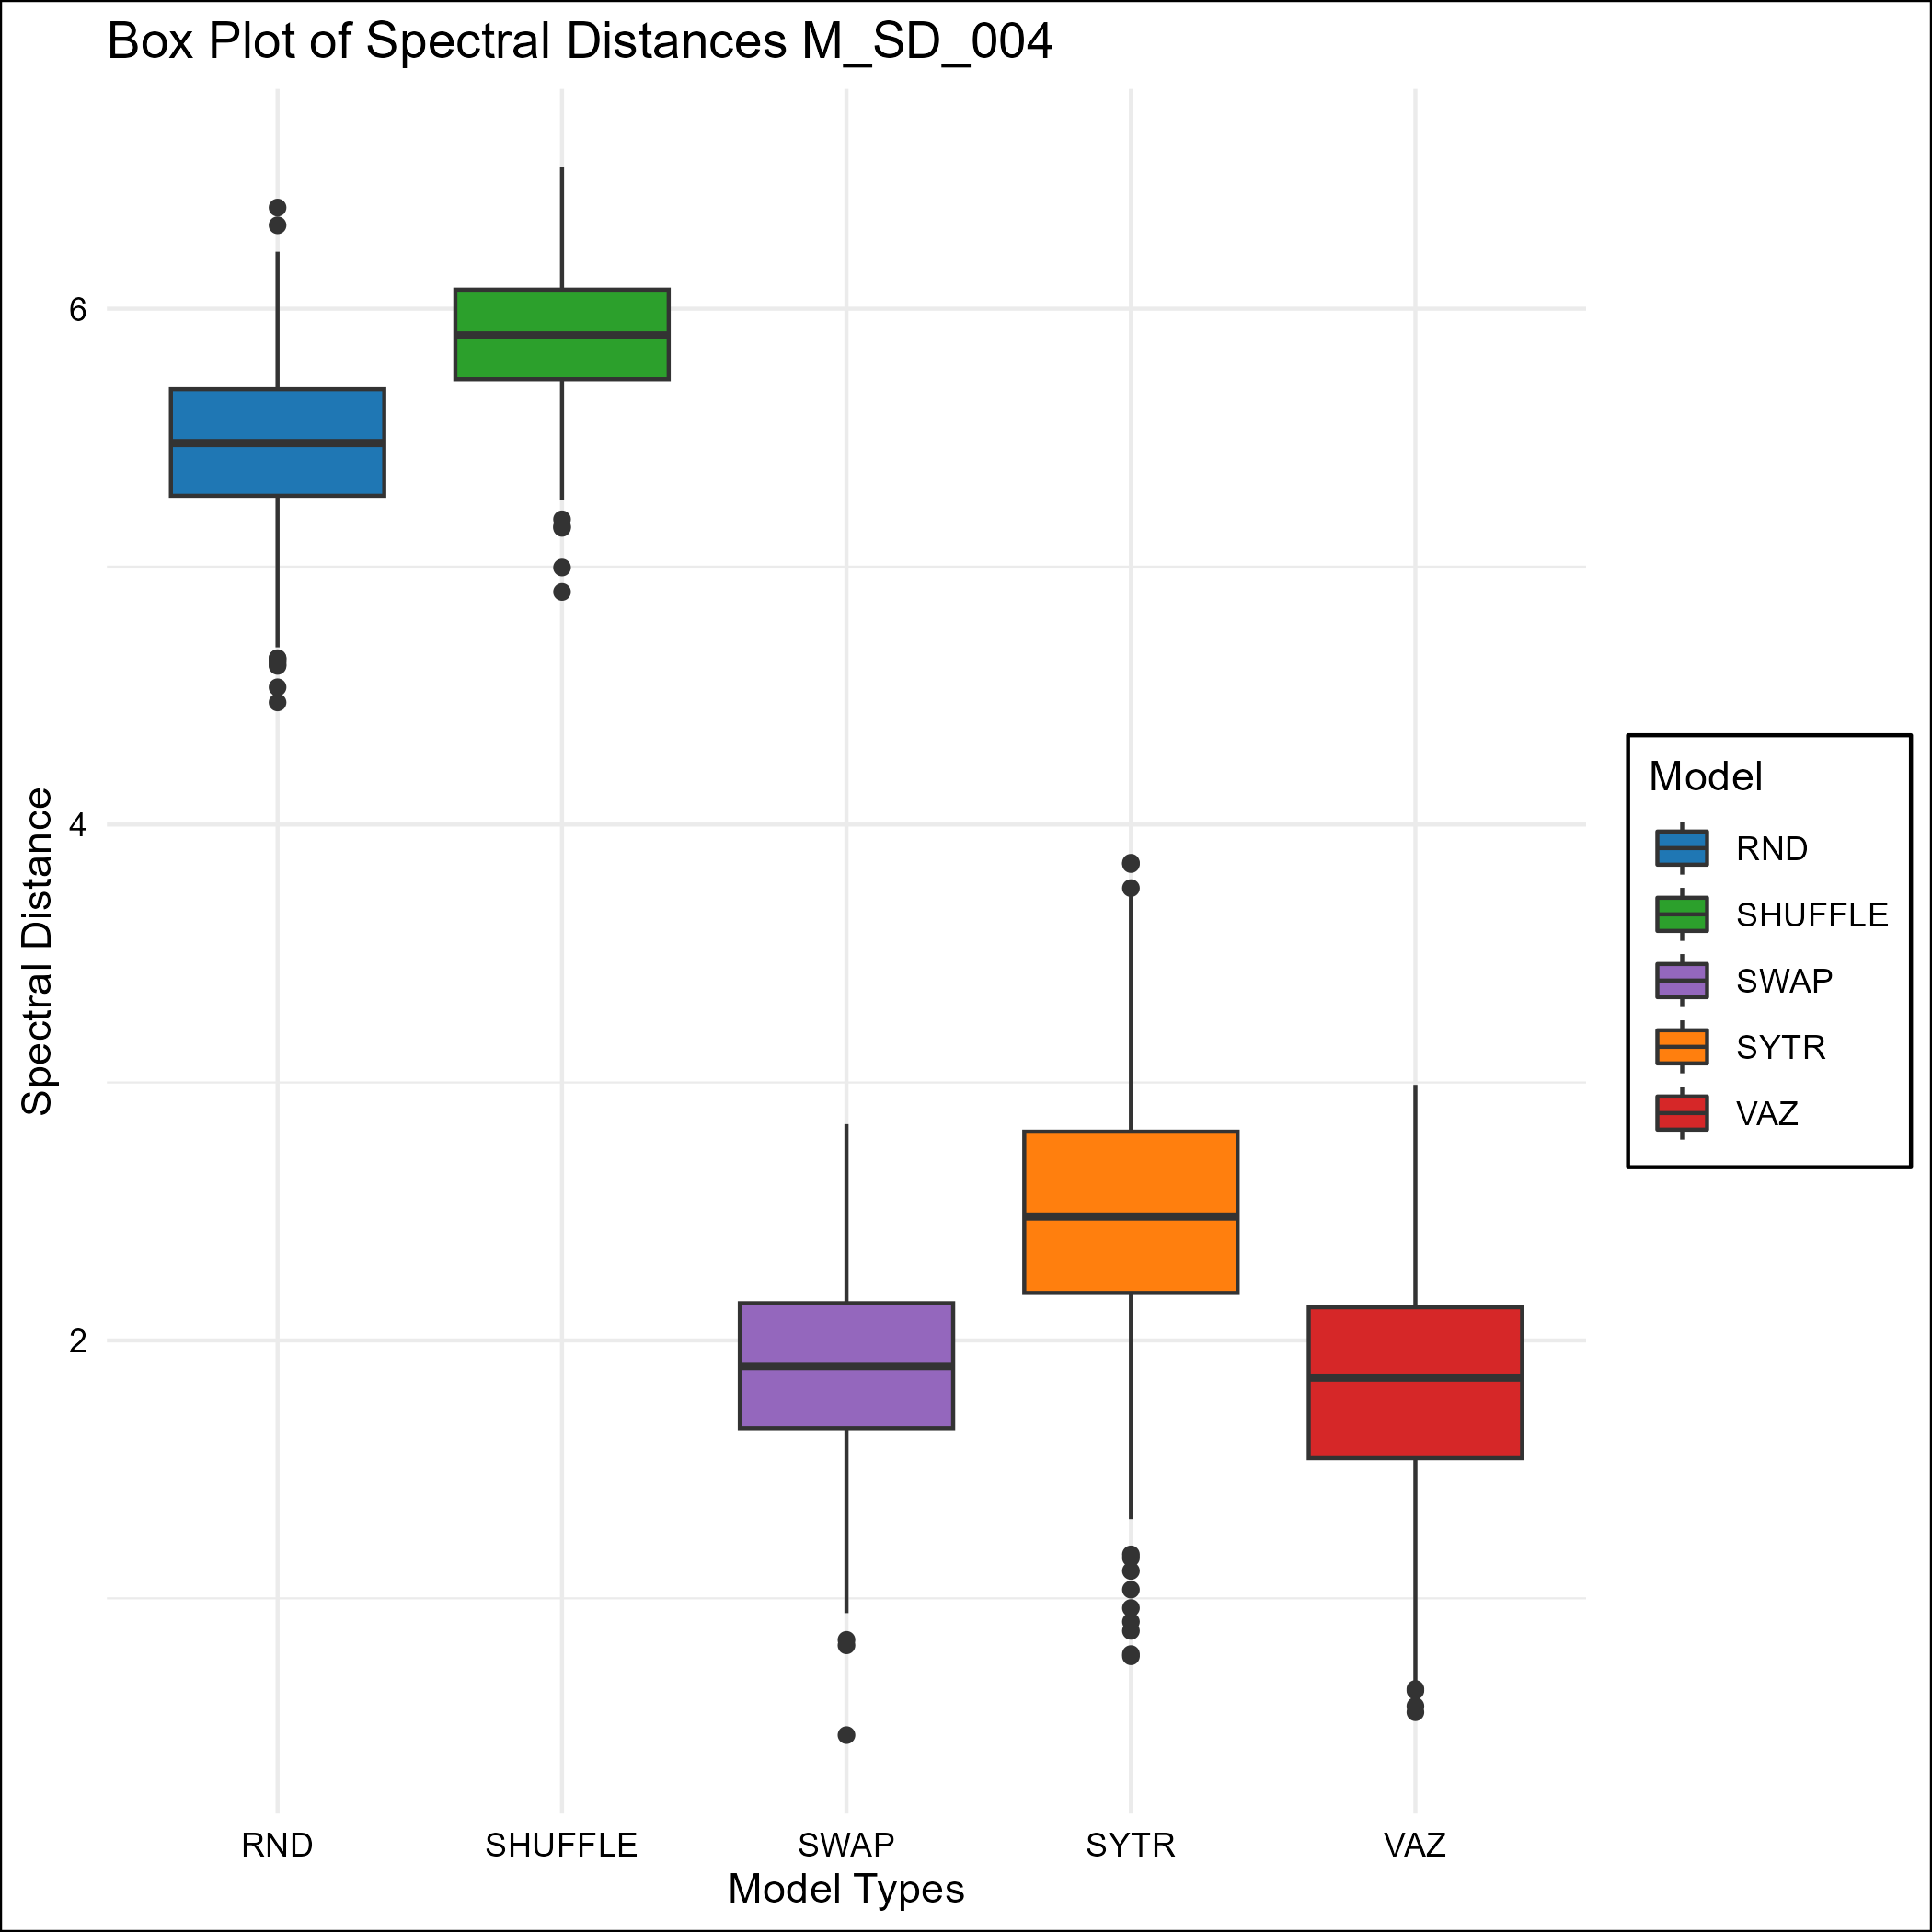 Box Plot of Spectral Distances M_SD_004
6
4
2
Spectral Distance
RND
SHUFFLE
SWAP
SYTR
VAZ
Model Types
Model
RND
SHUFFLE
SWAP
SYTR
VAZ